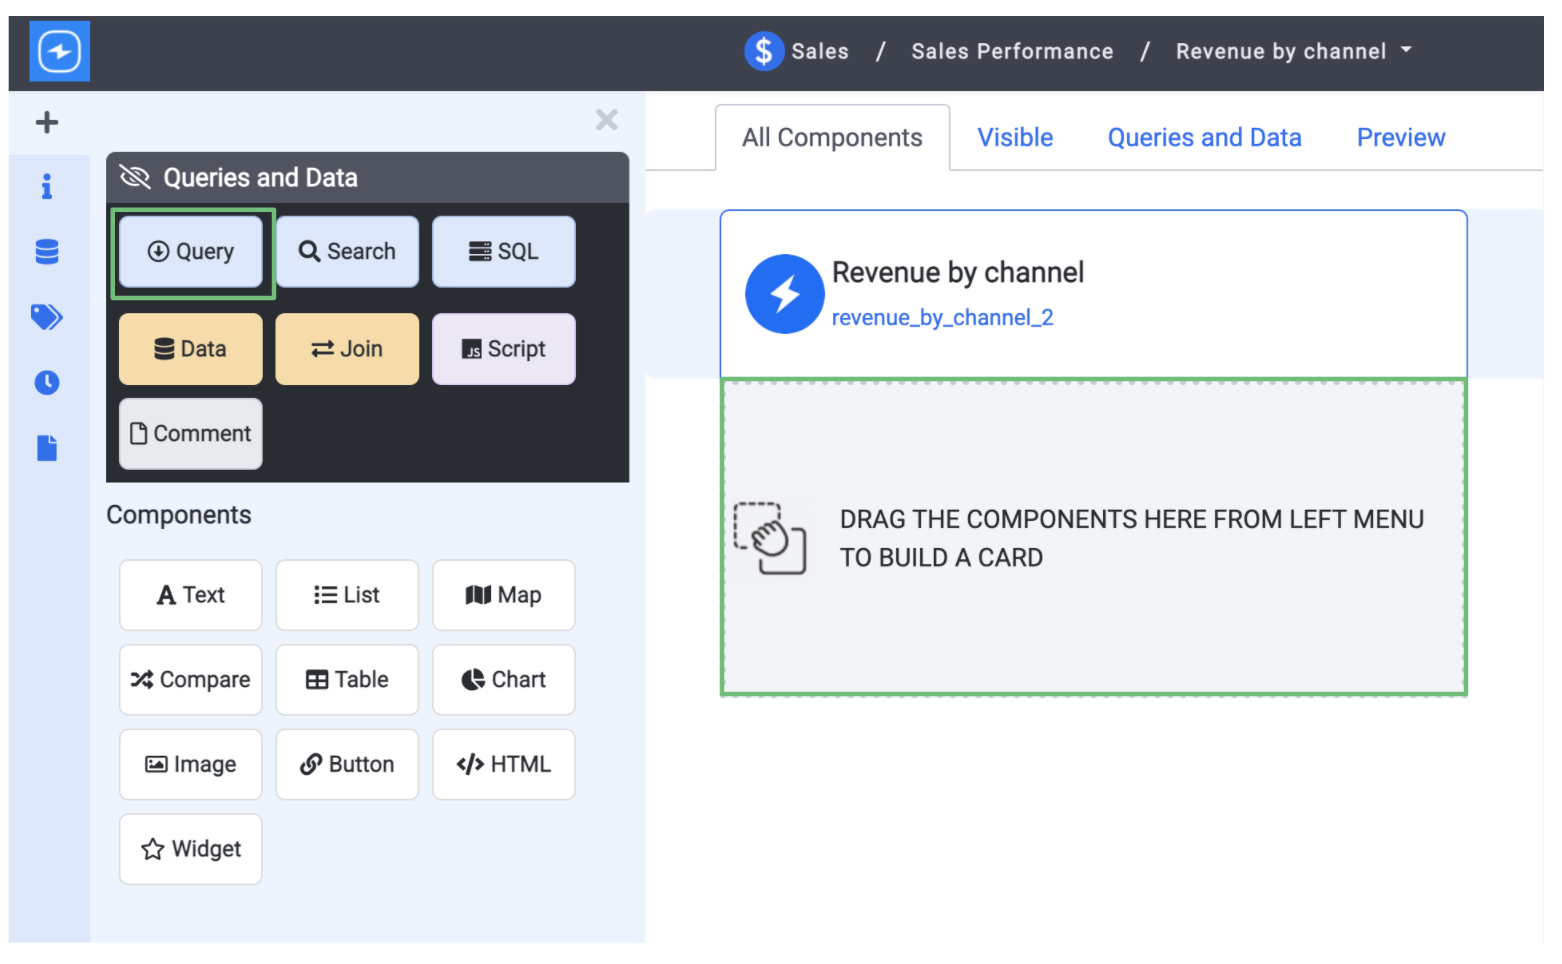 Sales / Sales Performance / Revenue by channel
Queries and Data
Query Search SQL
Data Join JS Script
Comment
Components
Text List Map
Compare Table Chart
Image Button HTML
Widget
All Components Visible Queries and Data Preview
Revenue by channel
revenue_by_channel_2
DRAG THE COMPONENTS HERE FROM LEFT MENU
TO BUILD A CARD